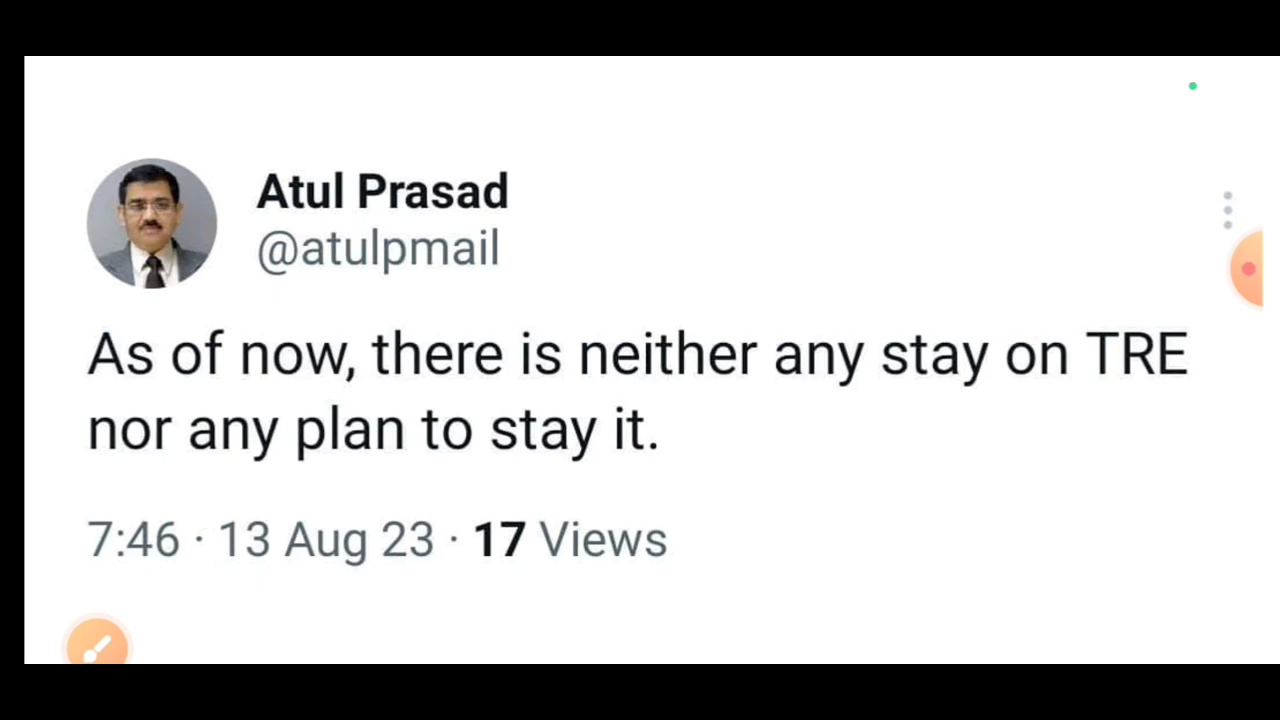 Atul Prasad
@atulpmail
As of now, there is neither any stay on TRE
nor any plan to stay it.
7:46 · 13 Aug 23 · 17 Views